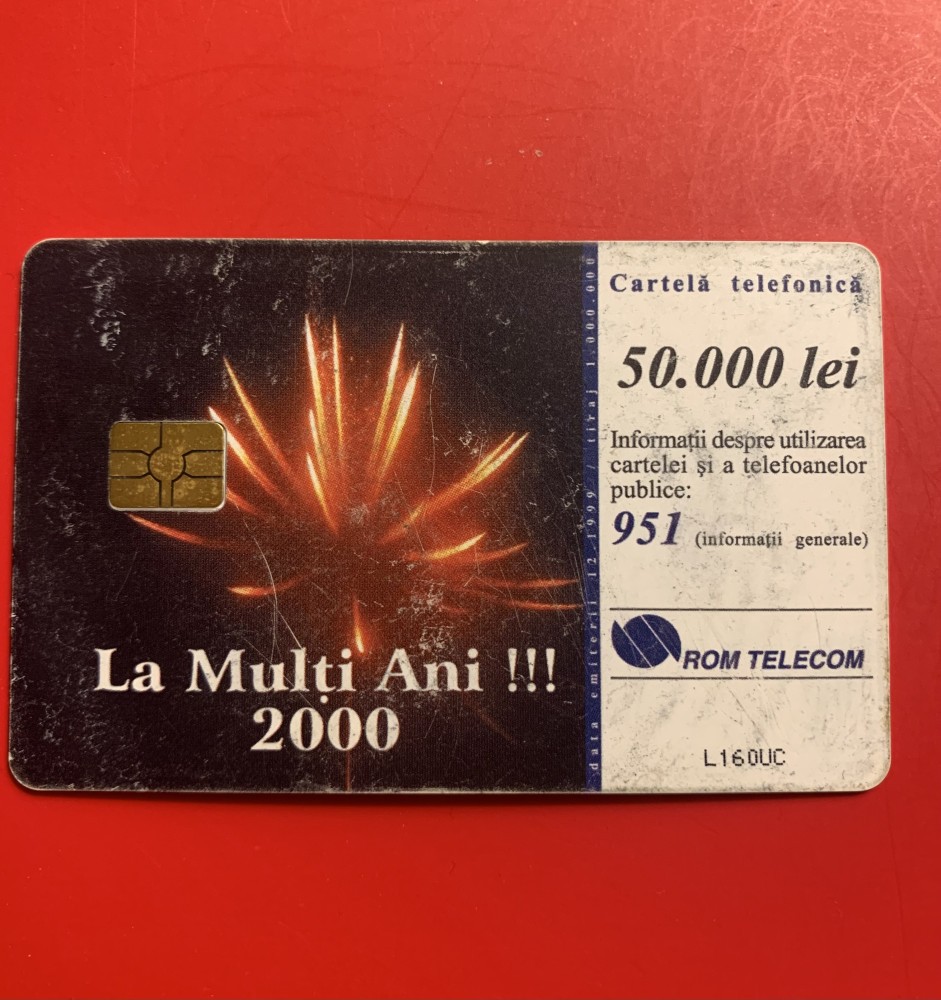 La Mulți Ani !!!
2000
data emiterii 12.1999 / tiraj 1.000.000
Cartelă telefonică
50.000 lei
Informații despre utilizarea
cartelei şi a telefoanelor
publice:
951 (informații generale)
ROM TELECOM
L160UC